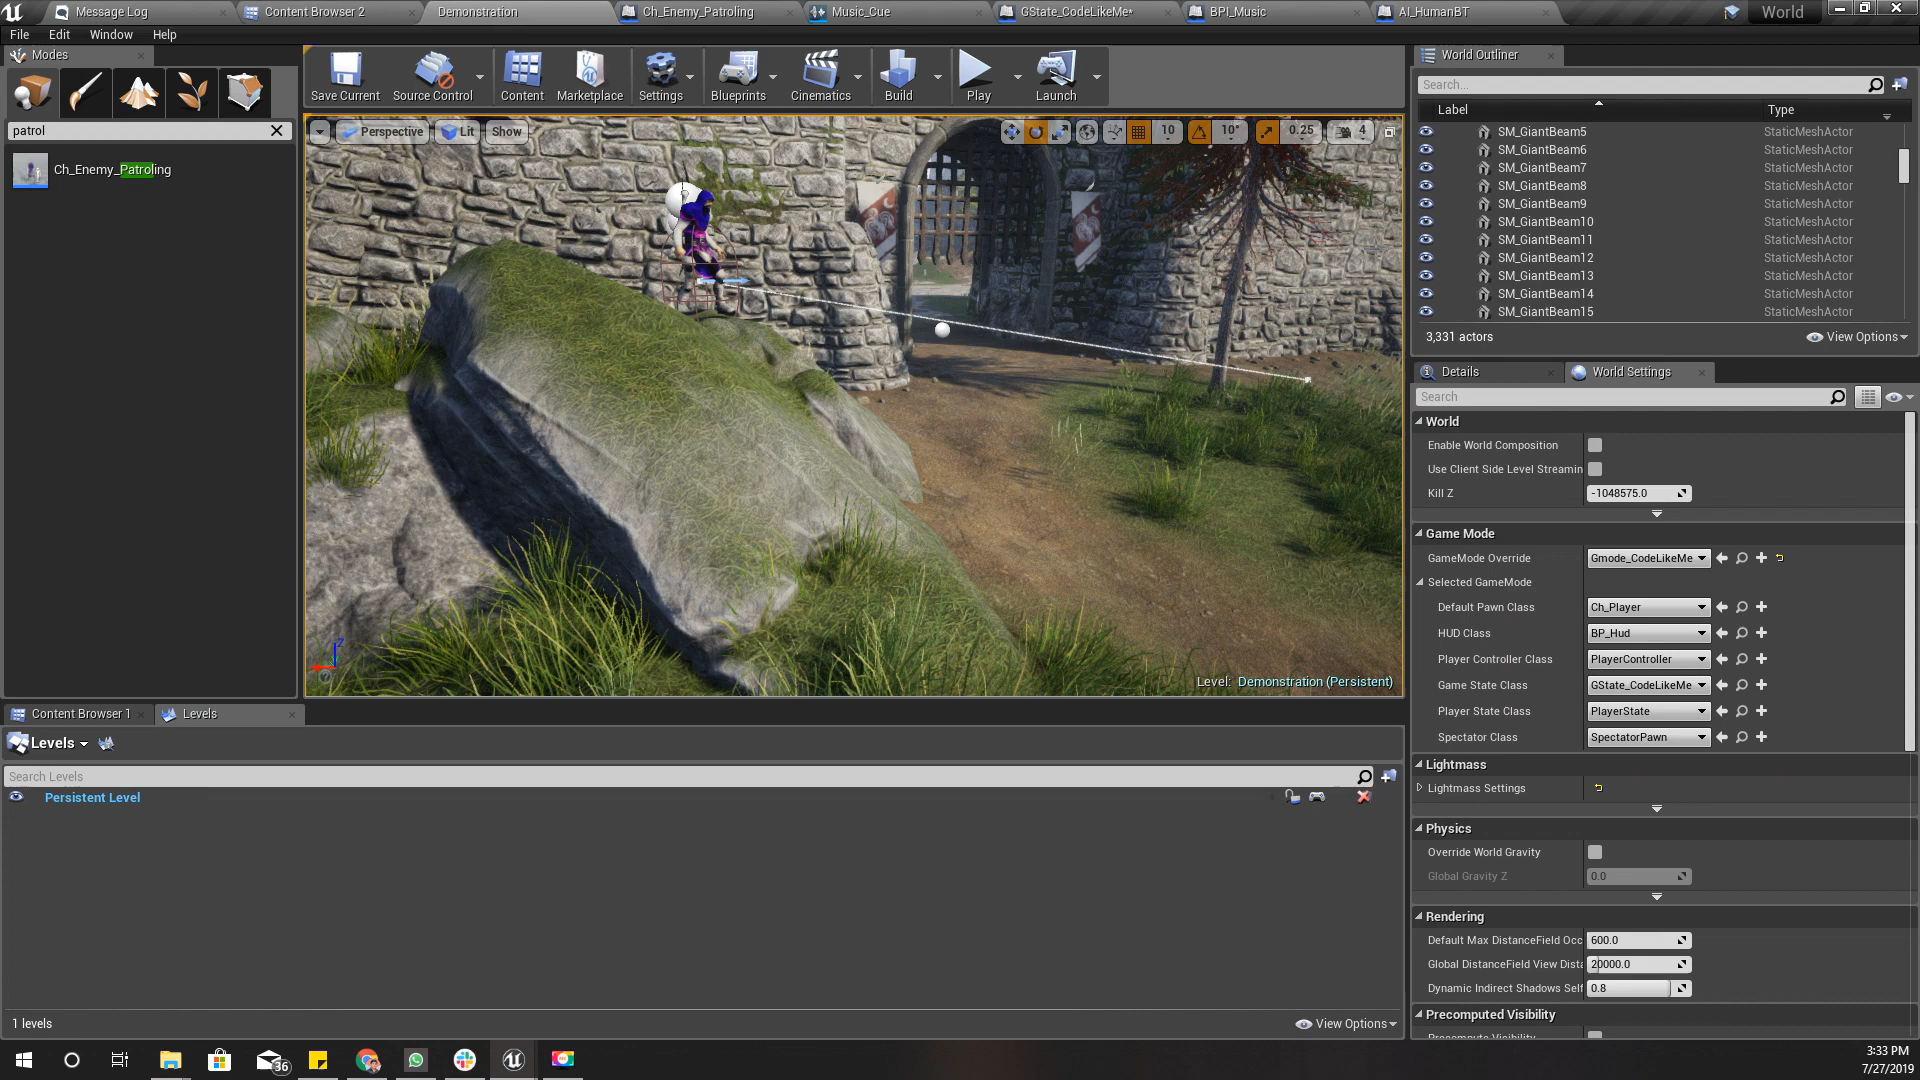 Message Log
Content Browser 2
Demonstration
Ch_Enemy_Patroling
Music_Cue
GState_CodeLikeMe*
BPI_Music
AI_HumanBT
World
File Edit Window Help
Modes
patrol
Ch_Enemy_Patroling
Save Current
Source Control
Content
Marketplace
Settings
Blueprints
Cinematics
Build
Play
Launch
Perspective
Lit
Show
10
10°
0.25
4
Level: Demonstration (Persistent)
World Outliner
Search...
Label Type
SM_GiantBeam5 StaticMeshActor
SM_GiantBeam6 StaticMeshActor
SM_GiantBeam7 StaticMeshActor
SM_GiantBeam8 StaticMeshActor
SM_GiantBeam9 StaticMeshActor
SM_GiantBeam10 StaticMeshActor
SM_GiantBeam11 StaticMeshActor
SM_GiantBeam12 StaticMeshActor
SM_GiantBeam13 StaticMeshActor
SM_GiantBeam14 StaticMeshActor
SM_GiantBeam15 StaticMeshActor
3,331 actors
View Options
Details
World Settings
Search
World
Enable World Composition
Use Client Side Level Streamin
Kill Z -1048575.0
Game Mode
GameMode Override Gmode_CodeLikeMe
Selected GameMode
Default Pawn Class Ch_Player
HUD Class BP_Hud
Player Controller Class PlayerController
Game State Class GState_CodeLikeMe
Player State Class PlayerState
Spectator Class SpectatorPawn
Lightmass
Lightmass Settings
Physics
Override World Gravity
Global Gravity Z 0.0
Rendering
Default Max DistanceField Occ 600.0
Global DistanceField View Dista 20000.0
Dynamic Indirect Shadows Self 0.8
Precomputed Visibility
Precompute Visibility
Content Browser 1
Levels
Levels
Search Levels
Persistent Level
1 levels
View Options
36
3:33 PM
7/27/2019